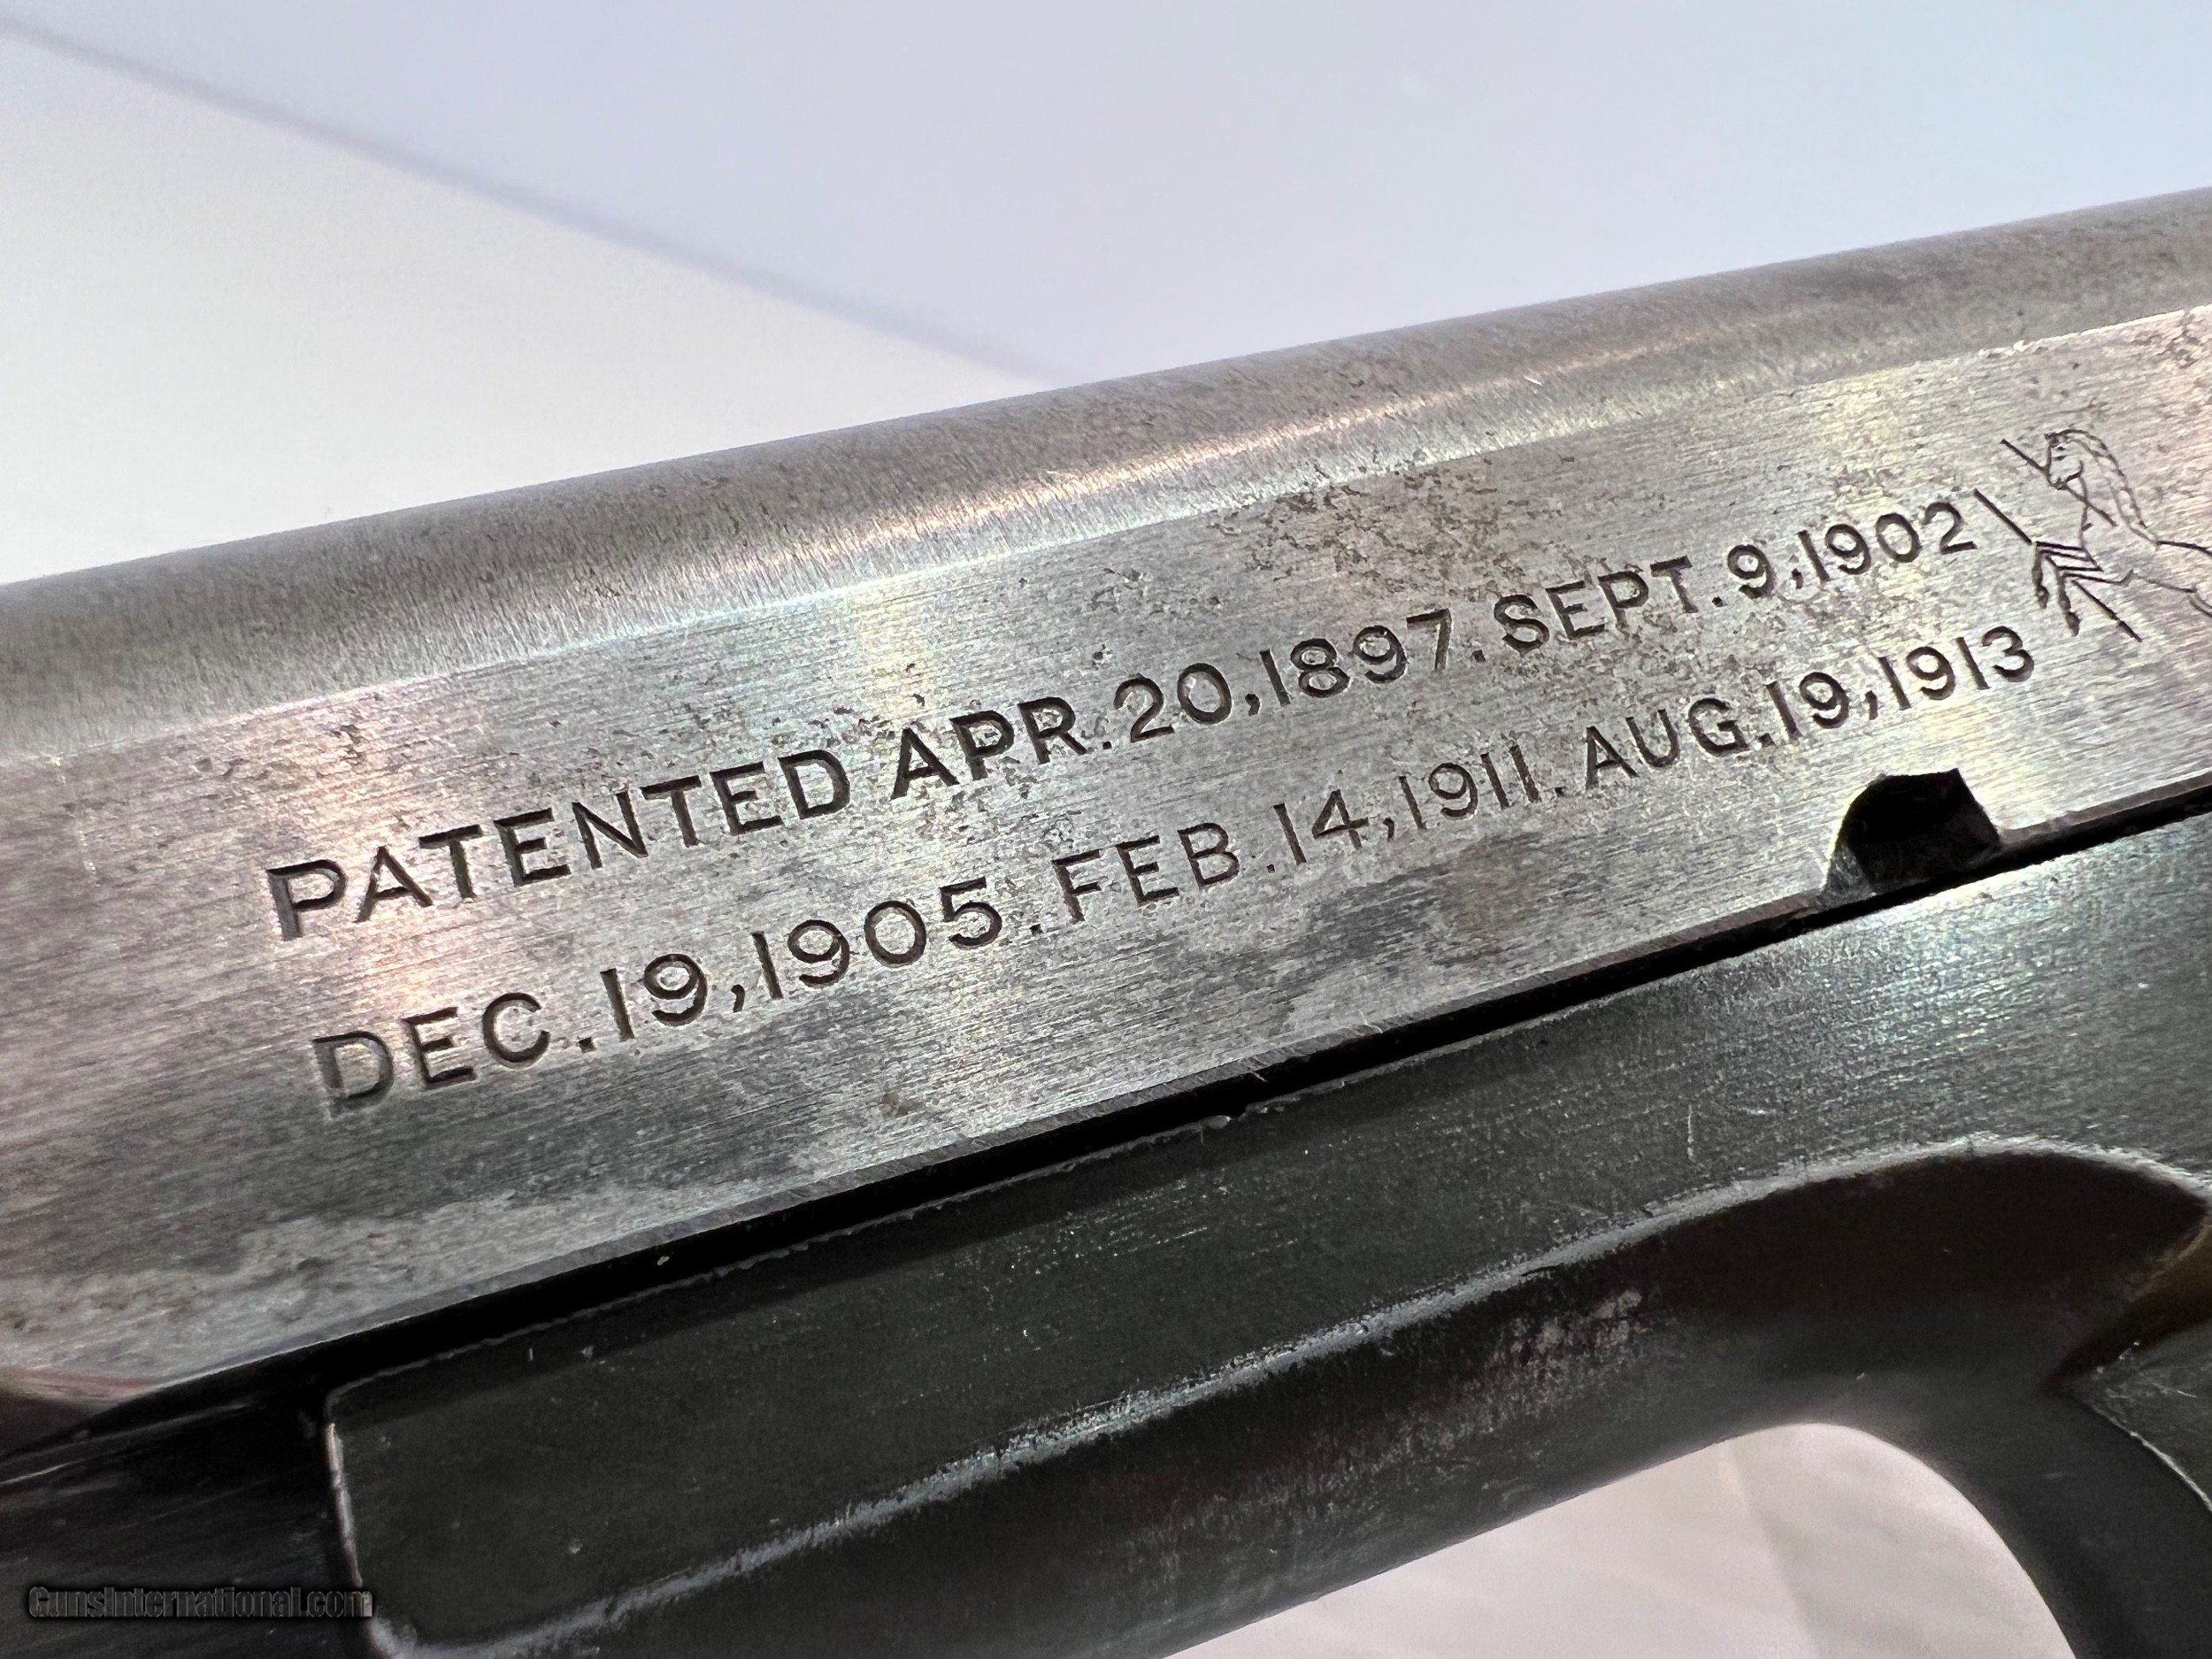 PATENTED APR. 20, 1897. SEPT. 9, 1902
DEC. 19, 1905. FEB. 14, 1911. AUG. 19, 1913
GunsInternational.com